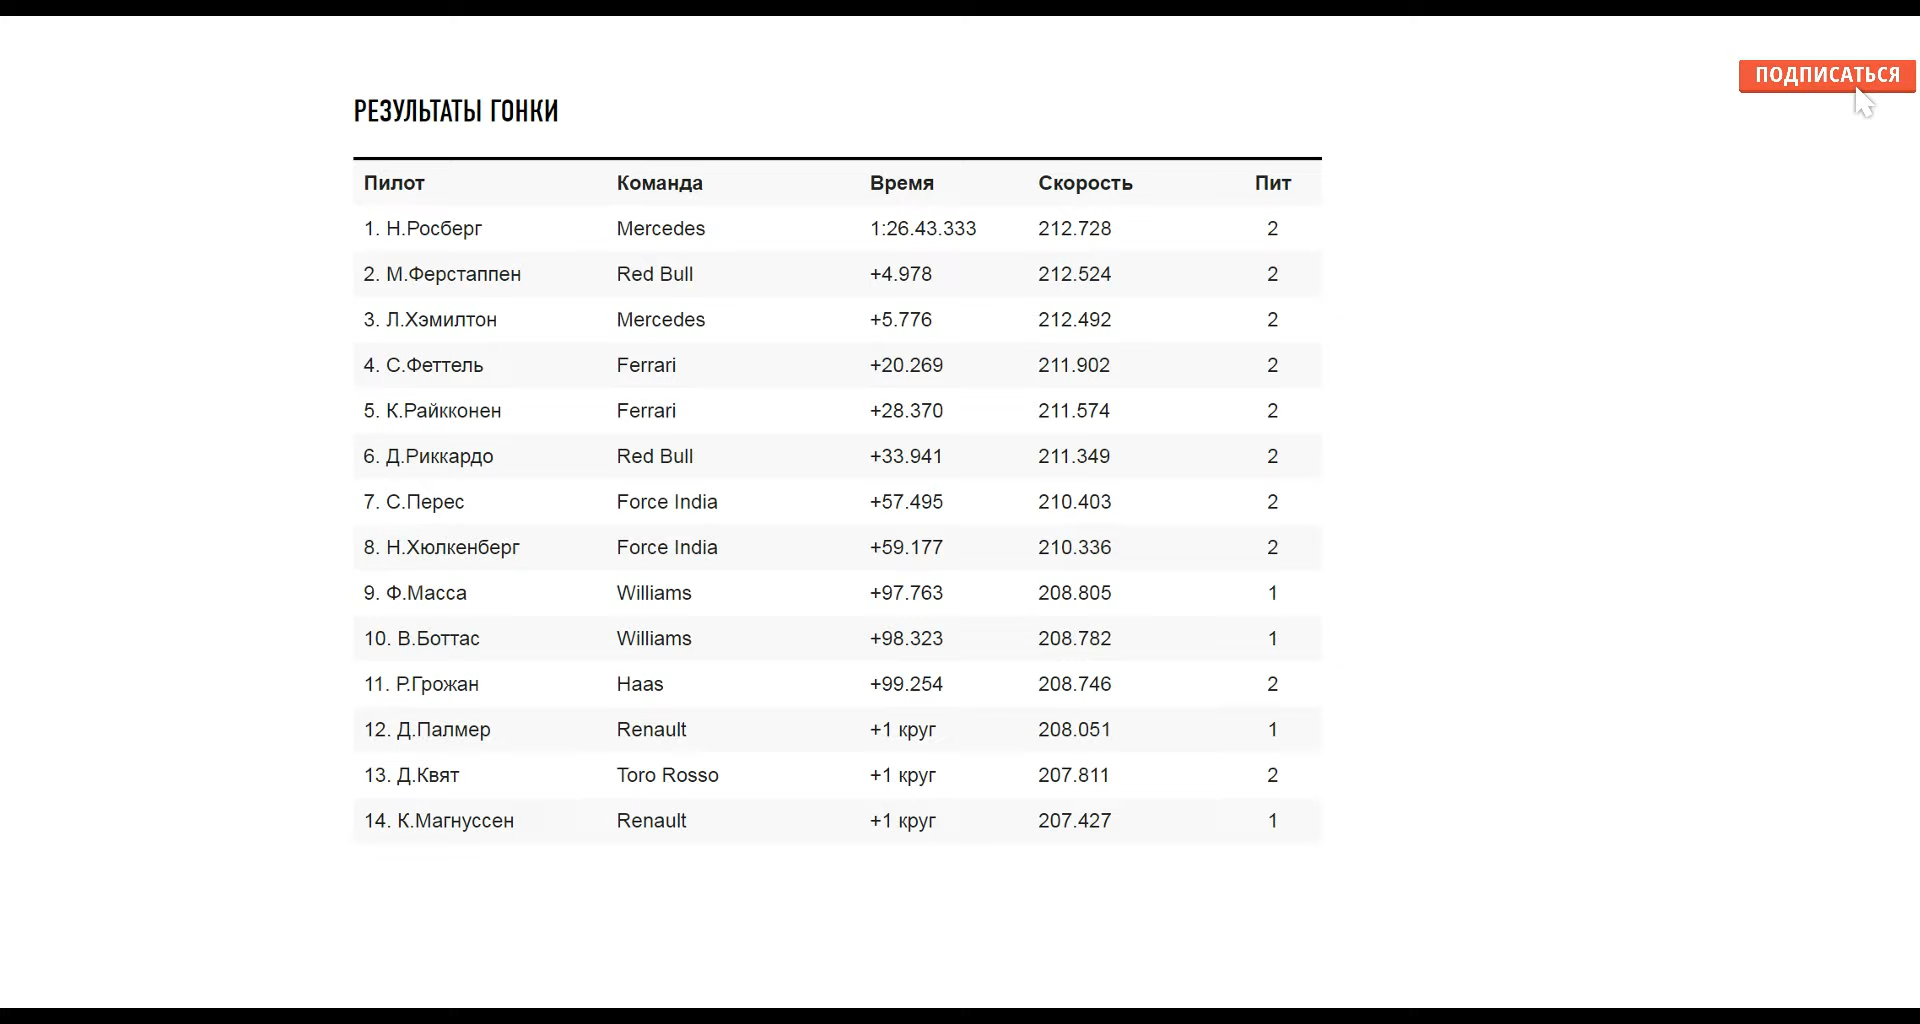 ПОДПИСАТЬСЯ
РЕЗУЛЬТАТЫ ГОНКИ
Пилот Команда Время Скорость Пит
1. Н.Росберг Mercedes 1:26.43.333 212.728 2
2. М.Ферстаппен Red Bull +4.978 212.524 2
3. Л.Хэмилтон Mercedes +5.776 212.492 2
4. С.Феттель Ferrari +20.269 211.902 2
5. К.Райкконен Ferrari +28.370 211.574 2
6. Д.Риккардо Red Bull +33.941 211.349 2
7. С.Перес Force India +57.495 210.403 2
8. Н.Хюлкенберг Force India +59.177 210.336 2
9. Ф.Масса Williams +97.763 208.805 1
10. В.Боттас Williams +98.323 208.782 1
11. Р.Грожан Haas +99.254 208.746 2
12. Д.Палмер Renault +1 круг 208.051 1
13. Д.Квят Toro Rosso +1 круг 207.811 2
14. К.Магнуссен Renault +1 круг 207.427 1